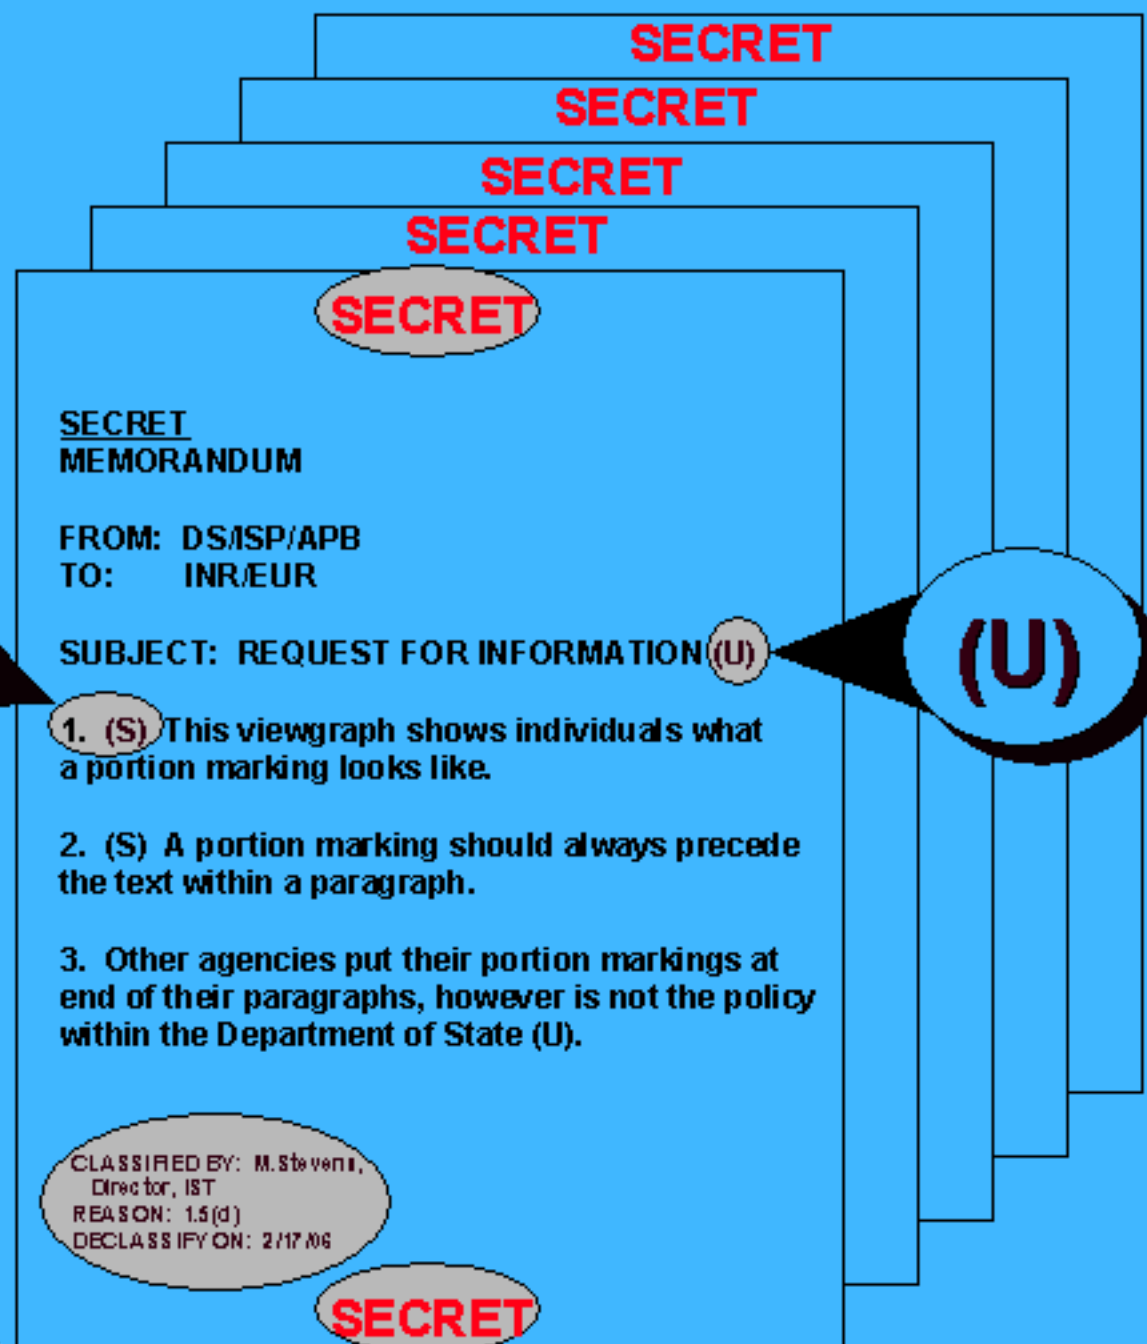 SECRET
SECRET
SECRET
SECRET
SECRET
SECRET
MEMORANDUM
FROM: DS/ISP/APB
TO: INR/EUR
SUBJECT: REQUEST FOR INFORMATION (U)
(U)
1. (S) This viewgraph shows individuals what
a portion marking looks like.
2. (S) A portion marking should always precede
the text within a paragraph.
3. Other agencies put their portion markings at
end of their paragraphs, however is not the policy
within the Department of State (U).
CLASSIFIED BY: M.Stevens,
Director, IST
REASON: 1.5(d)
DECLASSIFY ON: 2/17/06
SECRET